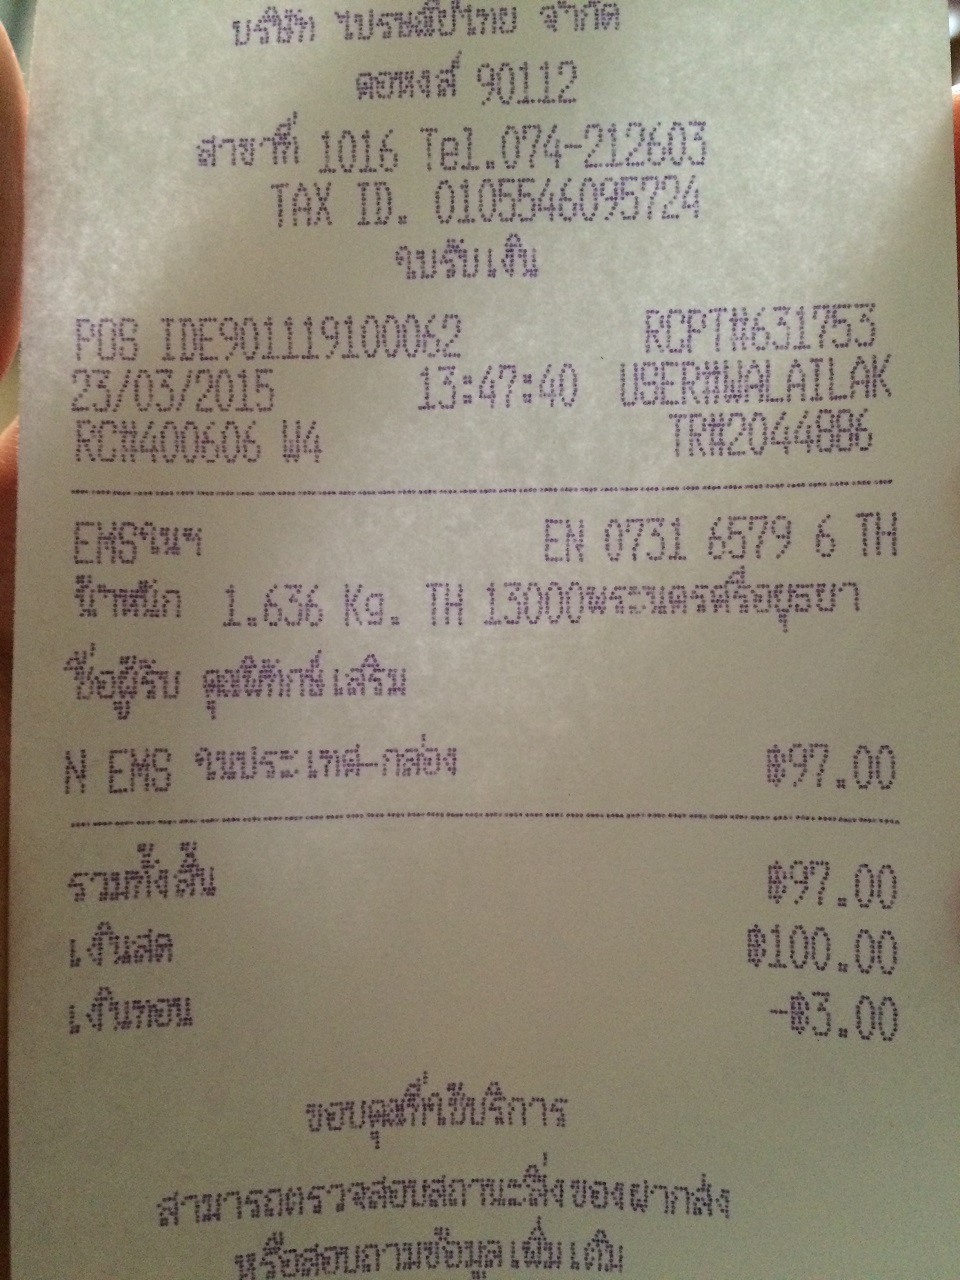 บริษัท ไปรษณีย์ไทย จำกัด
คอหงส์ 90112
สาขาที่ 1016 Tel.074-212603
TAX ID. 0105546095724
ใบรับเงิน
POS IDE901119100062 RCPT#631753
23/03/2015 13:47:40 USER#WALAILAK
RC#400606 W4 TR#2044886
EMSในฯ EN 0731 6579 6 TH
น้ำหนัก 1.636 Kg. TH 13000พระนครศรีอยุธยา
ชื่อผู้รับ คุณพิทักษ์เสริม
N EMS ในประเทศ-กล่อง ฿97.00
รวมทั้งสิ้น ฿97.00
เงินสด ฿100.00
เงินทอน -฿3.00
ขอบคุณที่ใช้บริการ
สามารถตรวจสอบสถานะสิ่งของฝากส่ง
หรือสอบถามข้อมูลเพิ่มเติม